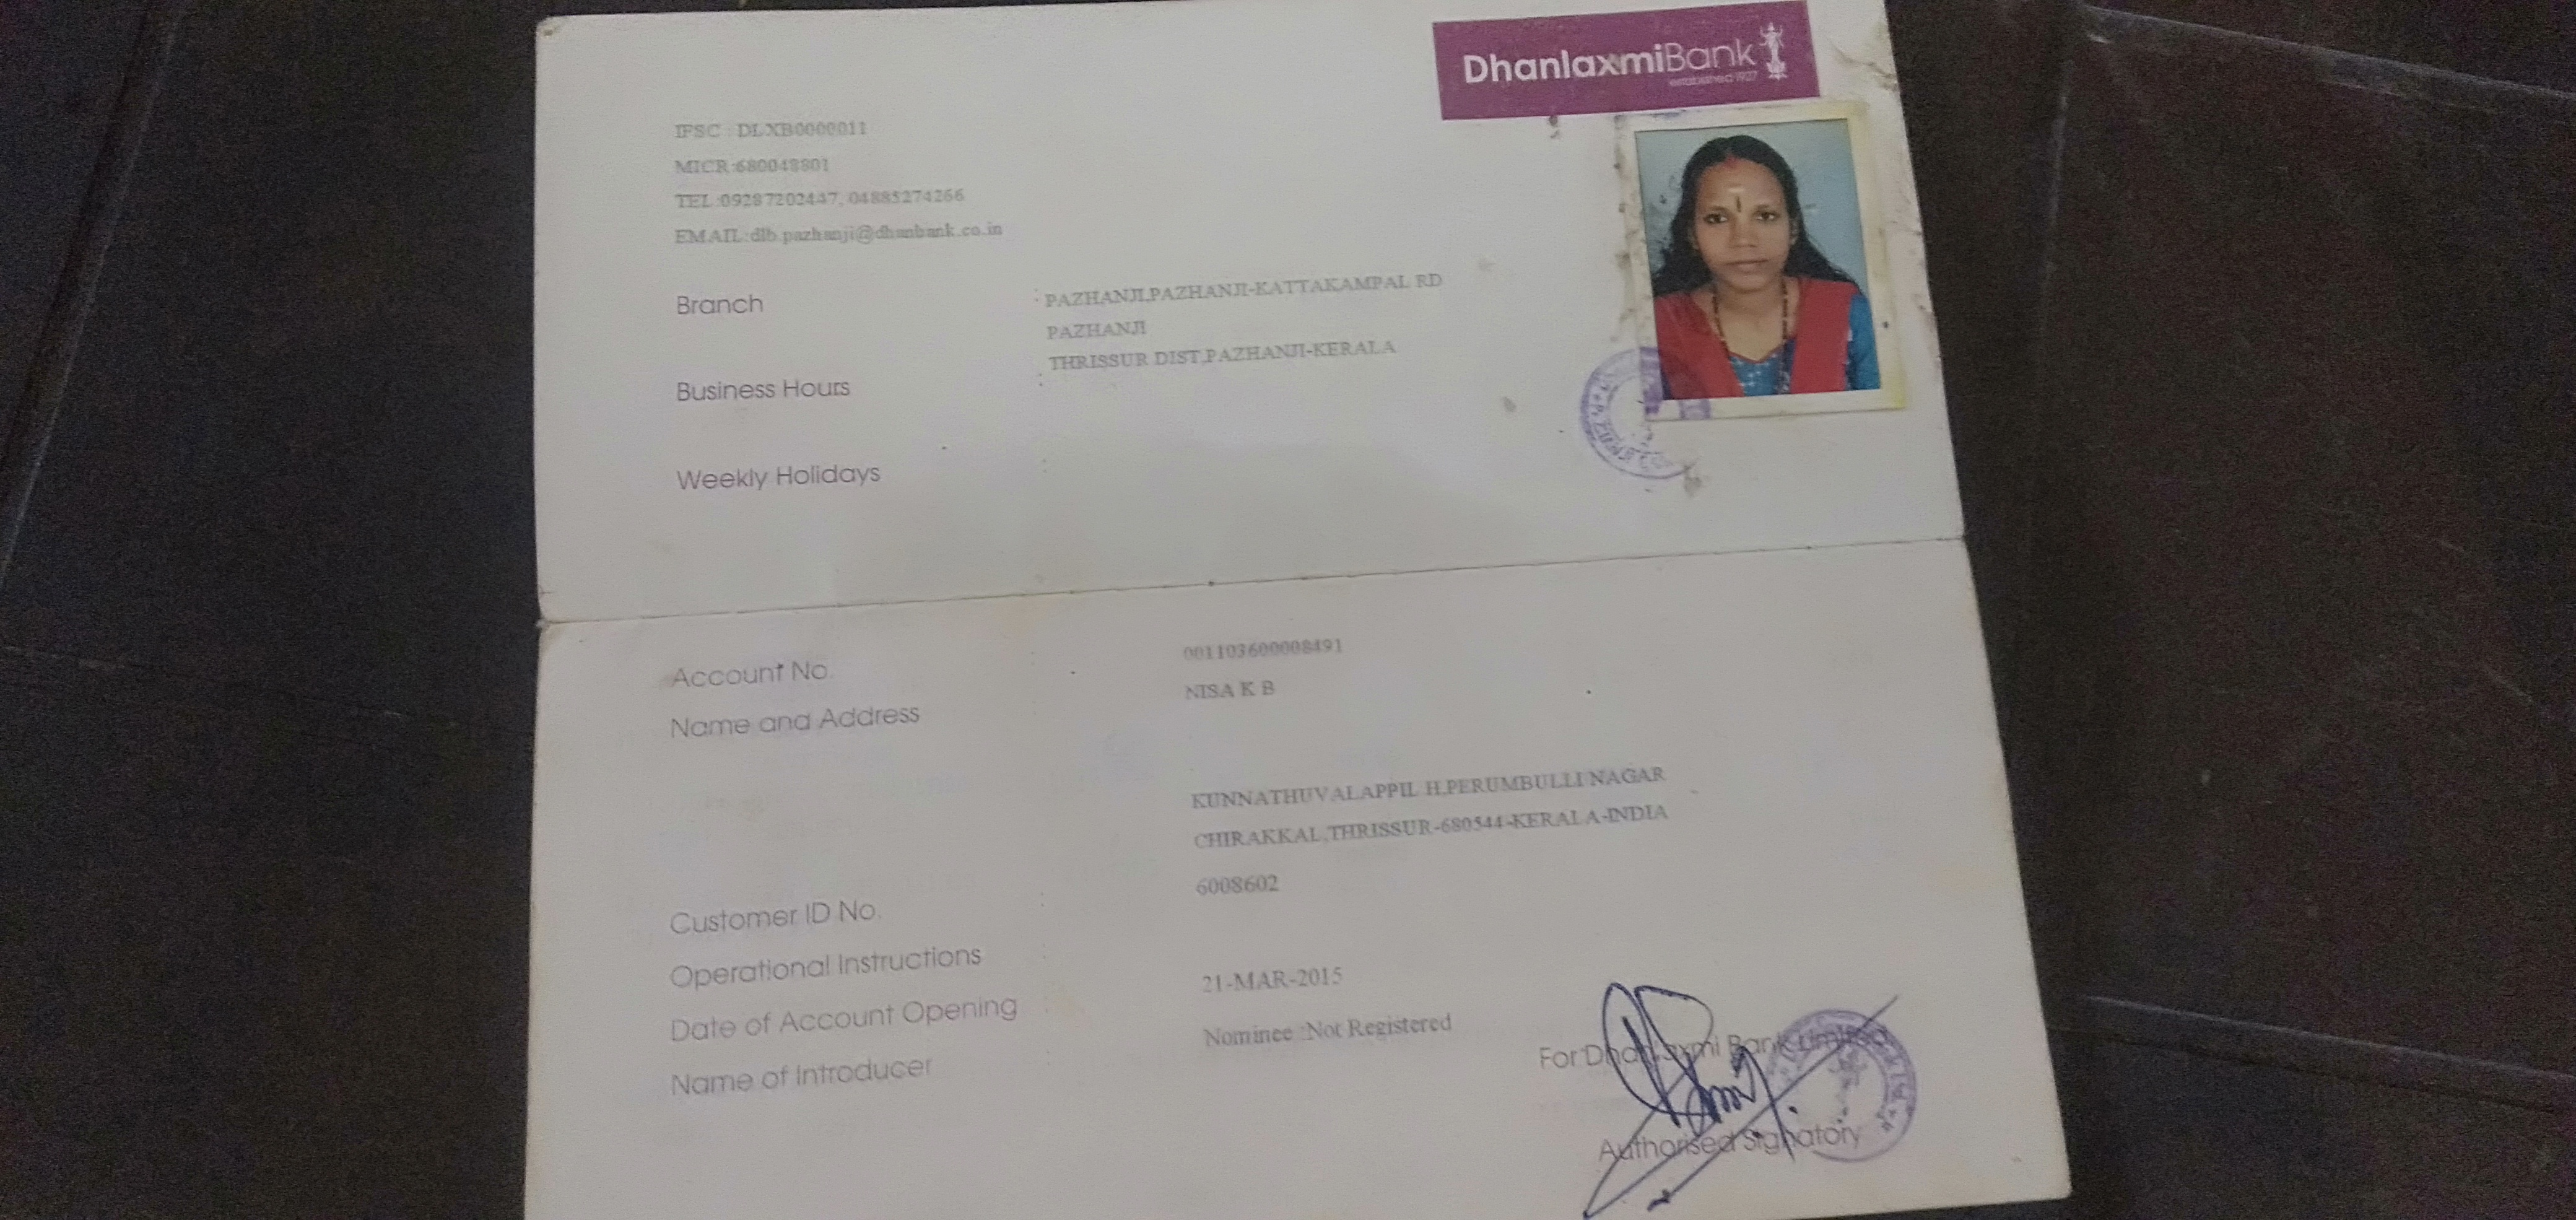 DhanlaxmiBank
established 1927
IFSC : DLXB0000011
MICR:680048801
TEL:09287202447, 04885274266
EMAIL:dlb.pazhanji@dhanbank.co.in
Branch : PAZHANJI,PAZHANJI-KATTAKAMPAL RD
PAZHANJI
THRISSUR DIST,PAZHANJI-KERALA
Business Hours :
Weekly Holidays :
Account No. : 001103600008491
Name and Address : NISA K B
KUNNATHUVALAPPIL H,PERUMBULLI NAGAR
CHIRAKKAL,THRISSUR-680544-KERALA-INDIA
Customer ID No. : 6008602
Operational Instructions :
Date of Account Opening : 21-MAR-2015
Name of Introducer : Nominee :Not Registered
For Dhanlaxmi Bank Limited
Authorised Signatory